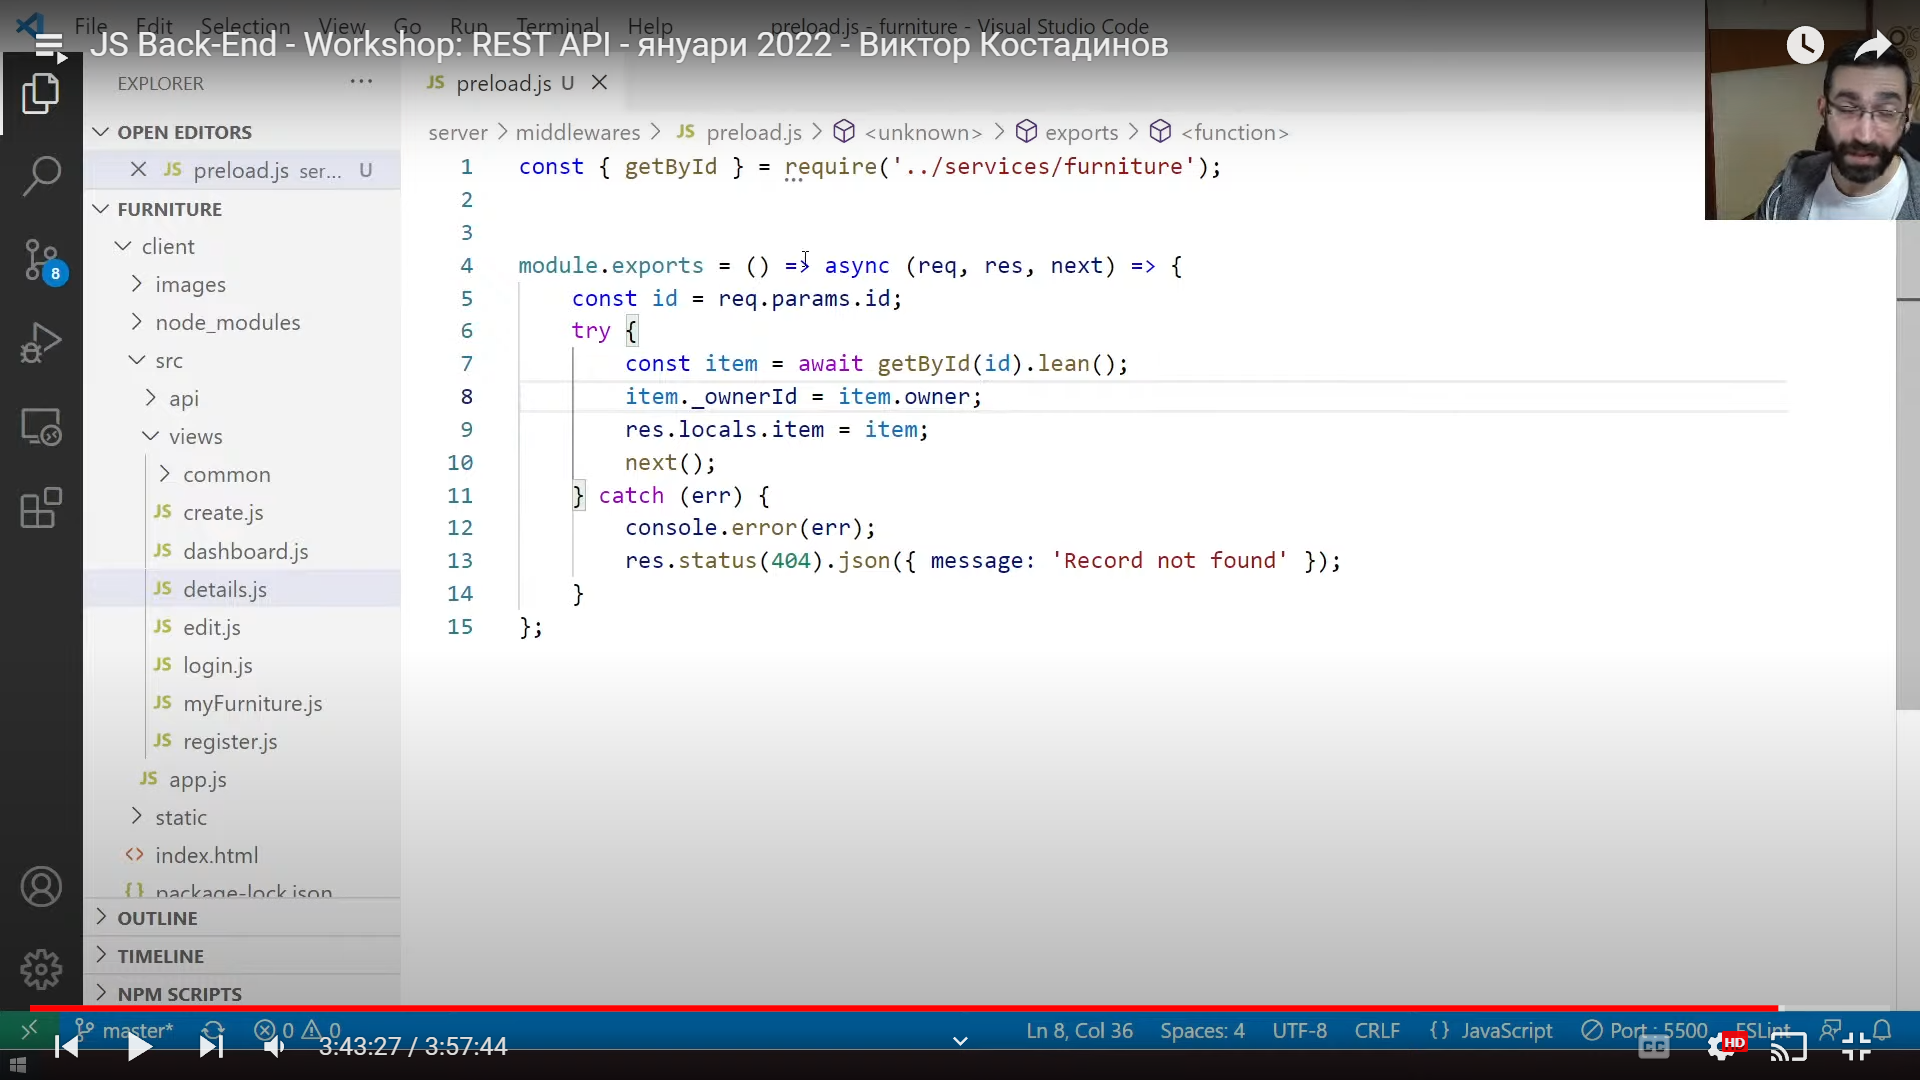 File Edit Selection View Go Run Terminal Help preload.js - furniture - Visual Studio Code
JS Back-End - Workshop: REST API - януари 2022 - Виктор Костадинов
EXPLORER ···
JS preload.js U
OPEN EDITORS
JS preload.js ser... U
FURNITURE
client
images
node_modules
src
api
views
common
JS create.js
JS dashboard.js
JS details.js
JS edit.js
JS login.js
JS myFurniture.js
JS register.js
JS app.js
static
<> index.html
{} package-lock.json
OUTLINE
TIMELINE
NPM SCRIPTS
server > middlewares > JS preload.js > <unknown> > exports > <function>
1 const { getById } = require('../services/furniture');
2
3
4 module.exports = () => async (req, res, next) => {
5 const id = req.params.id;
6 try {
7 const item = await getById(id).lean();
8 item._ownerId = item.owner;
9 res.locals.item = item;
10 next();
11 } catch (err) {
12 console.error(err);
13 res.status(404).json({ message: 'Record not found' });
14 }
15 };
8
master* 0 0 Ln 8, Col 36 Spaces: 4 UTF-8 CRLF {} JavaScript Port : 5500 ESLint
3:43:27 / 3:57:44 CC HD